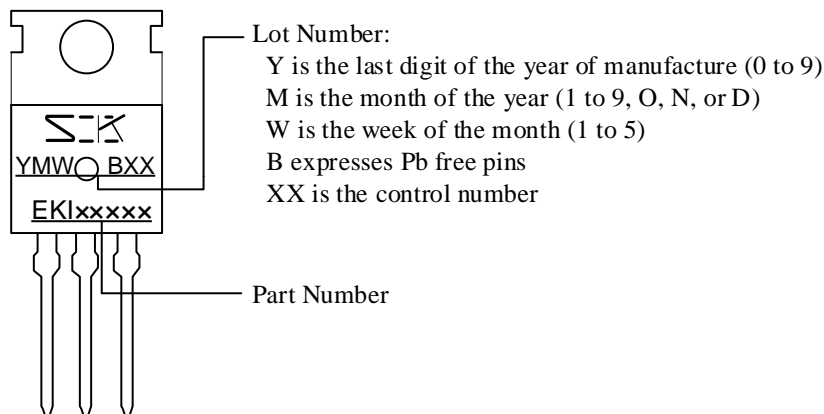 Lot Number:
Y is the last digit of the year of manufacture (0 to 9)
M is the month of the year (1 to 9, O, N, or D)
W is the week of the month (1 to 5)
B expresses Pb free pins
XX is the control number
SK
YMW BXX
EKI×××××
Part Number